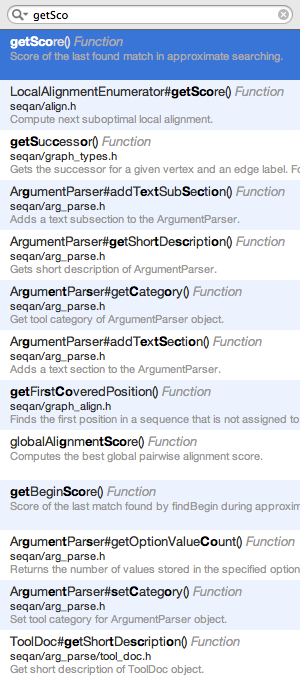 getSco
getScore() Function
Score of the last found match in approximate searching.
LocalAlignmentEnumerator#getScore() Function
seqan/align.h
Compute next suboptimal local alignment.
getSuccessor() Function
seqan/graph_types.h
Gets the successor for a given vertex and an edge label. Fo
ArgumentParser#addTextSubSection() Function
seqan/arg_parse.h
Adds a text subsection to the ArgumentParser.
ArgumentParser#getShortDescription() Function
seqan/arg_parse.h
Gets short description of ArgumentParser.
ArgumentParser#getCategory() Function
seqan/arg_parse.h
Get tool category of ArgumentParser object.
ArgumentParser#addTextSection() Function
seqan/arg_parse.h
Adds a text section to the ArgumentParser.
getFirstCoveredPosition() Function
seqan/graph_align.h
Finds the first position in a sequence that is not assigned to
globalAlignmentScore() Function
Computes the best global pairwise alignment score.
getBeginScore() Function
Score of the last match found by findBegin during approxim
ArgumentParser#getOptionValueCount() Function
seqan/arg_parse.h
Returns the number of values stored in the specified option
ArgumentParser#setCategory() Function
seqan/arg_parse.h
Set tool category for ArgumentParser object.
ToolDoc#getShortDescription() Function
seqan/arg_parse/tool_doc.h
Get short description of ToolDoc object.